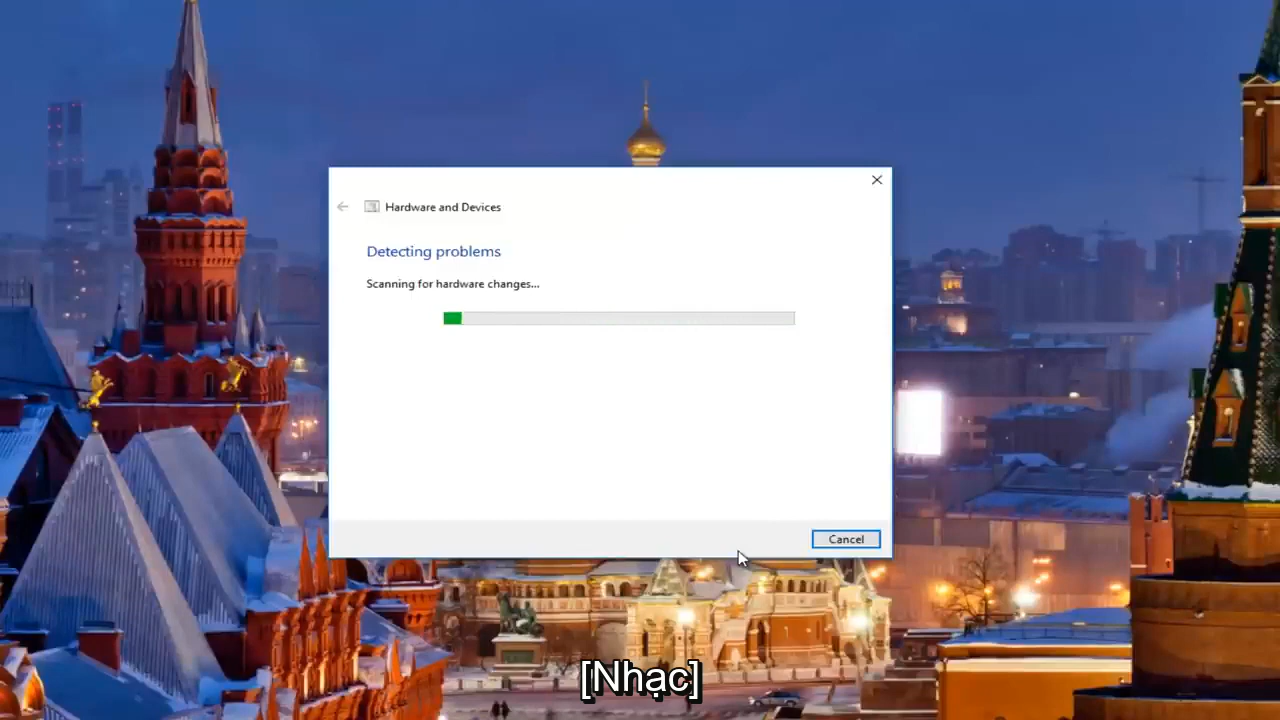 Hardware and Devices
Detecting problems
Scanning for hardware changes...
Cancel
[Nhạc]